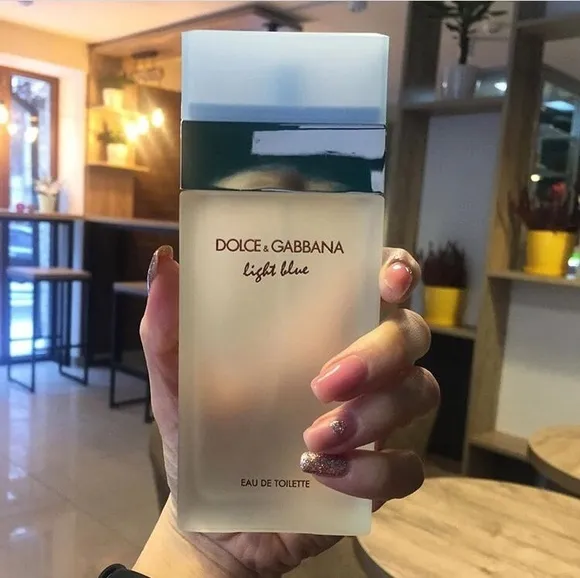 DOLCE & GABBANA
light blue
EAU DE TOILETTE